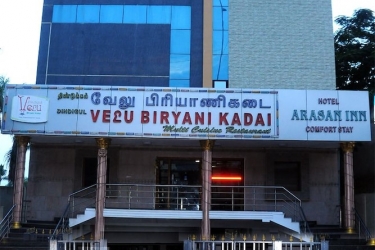 Velu
திண்டுக்கல் வேலு பிரியாணிகடை
DINDIGUL VELU BIRYANI KADAI
Multi Cuisine Restaurant
HOTEL
ARASAN INN
COMFORT STAY